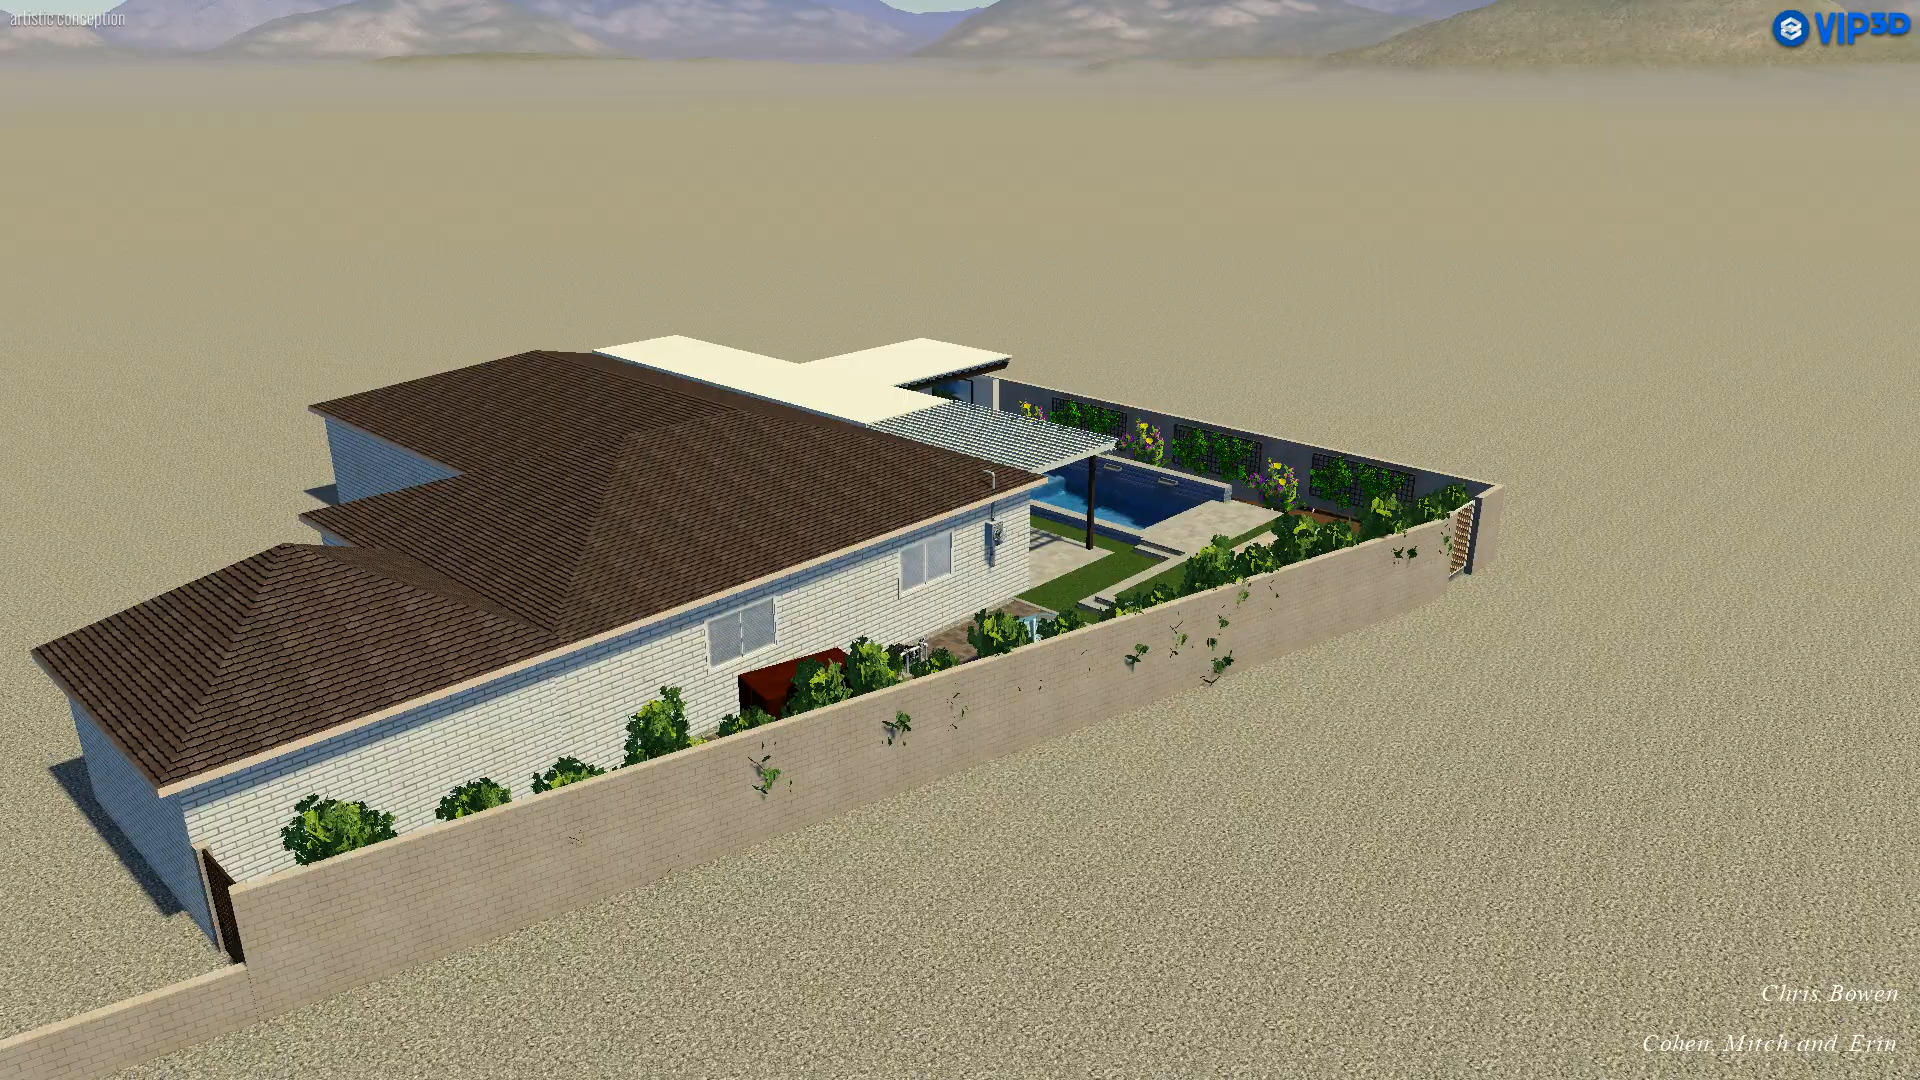 artistic conception
VIP3D
Chris Bowen
Cohen, Mitch and Erin